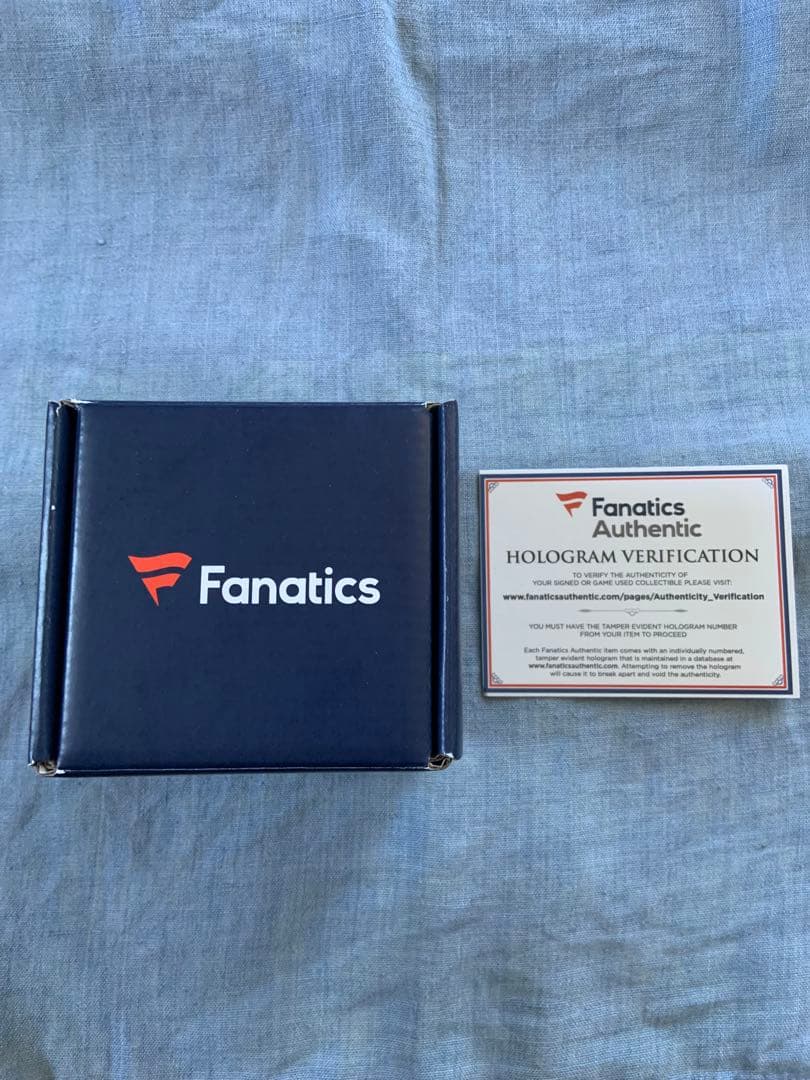 Fanatics
Fanatics
Authentic
HOLOGRAM VERIFICATION
TO VERIFY THE AUTHENTICITY OF
YOUR SIGNED OR GAME USED COLLECTIBLE PLEASE VISIT:
www.fanaticsauthentic.com/pages/Authenticity_Verification
YOU MUST HAVE THE TAMPER EVIDENT HOLOGRAM NUMBER
FROM YOUR ITEM TO PROCEED
Each Fanatics Authentic item comes with an individually numbered,
tamper evident hologram that is maintained in a database at
www.fanaticsauthentic.com. Attempting to remove the hologram
will cause it to break apart and void the authenticity.